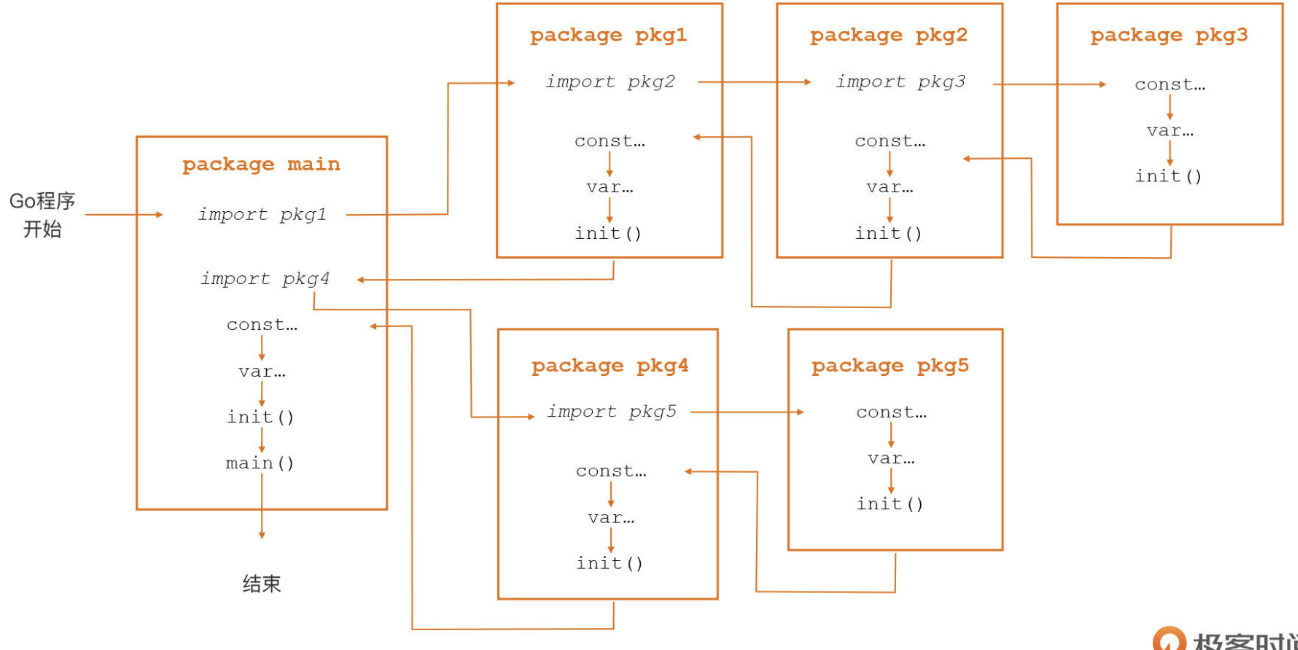 Go程序
开始
package main
import pkg1
import pkg4
const…
var…
init()
main()
结束
package pkg1
import pkg2
const…
var…
init()
package pkg2
import pkg3
const…
var…
init()
package pkg3
const…
var…
init()
package pkg4
import pkg5
const…
var…
init()
package pkg5
const…
var…
init()
极客时间